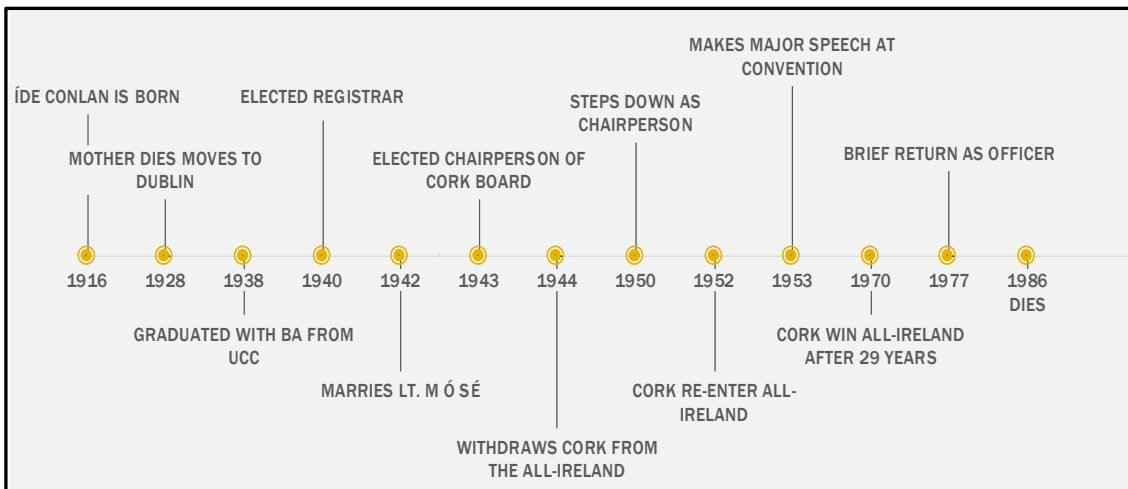 MAKES MAJOR SPEECH AT
CONVENTION
ÍDE CONLAN IS BORN
ELECTED REGISTRAR
STEPS DOWN AS
CHAIRPERSON
MOTHER DIES MOVES TO
DUBLIN
ELECTED CHAIRPERSON OF
CORK BOARD
BRIEF RETURN AS OFFICER
1916 1928 1938 1940 1942 1943 1944 1950 1952 1953 1970 1977 1986
DIES
GRADUATED WITH BA FROM
UCC
CORK WIN ALL-IRELAND
AFTER 29 YEARS
MARRIES LT. M Ó SÉ
CORK RE-ENTER ALL-
IRELAND
WITHDRAWS CORK FROM
THE ALL-IRELAND